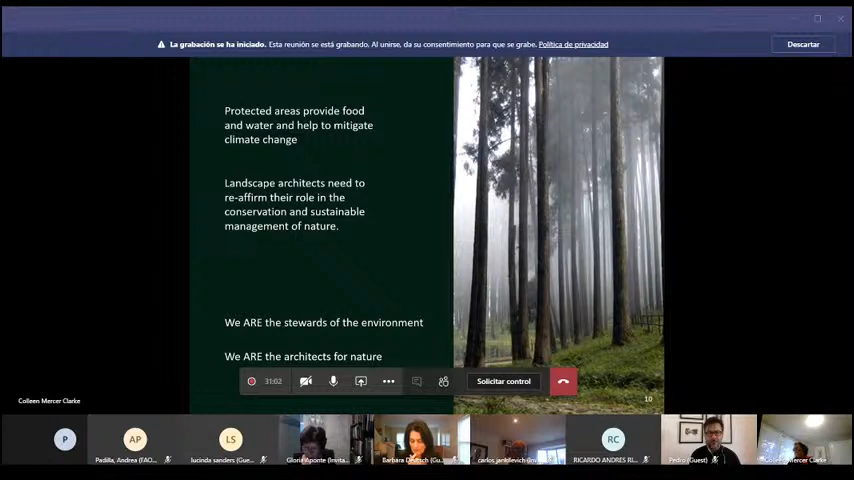 La grabación se ha iniciado. Esta reunión se está grabando. Al unirse, da su consentimiento para que se grabe. Política de privacidad
Descartar
Protected areas provide food
and water and help to mitigate
climate change
Landscape architects need to
re-affirm their role in the
conservation and sustainable
management of nature.
We ARE the stewards of the environment
We ARE the architects for nature
31:02
Solicitar control
10
Colleen Mercer Clarke
P
AP
LS
RC
Padilla, Andrea (FAO...
lucinda sanders (Gue...
Gloria Aponte (Invita...
Barbara Deutsch (Gu...
carlos jankilevich (Inv...
RICARDO ANDRES RI...
Pedro (Guest)
Colleen Mercer Clarke